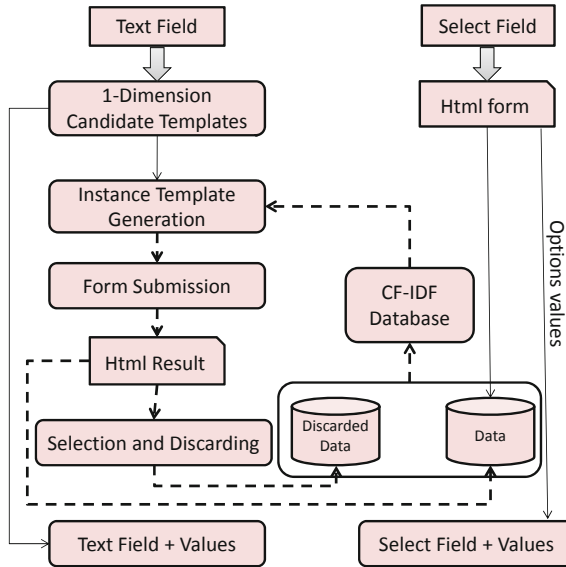 Text Field
Select Field
1-Dimension
Candidate Templates
Html form
Instance Template
Generation
Options values
Form Submission
CF-IDF
Database
Html Result
Selection and Discarding
Discarded
Data
Data
Text Field + Values
Select Field + Values